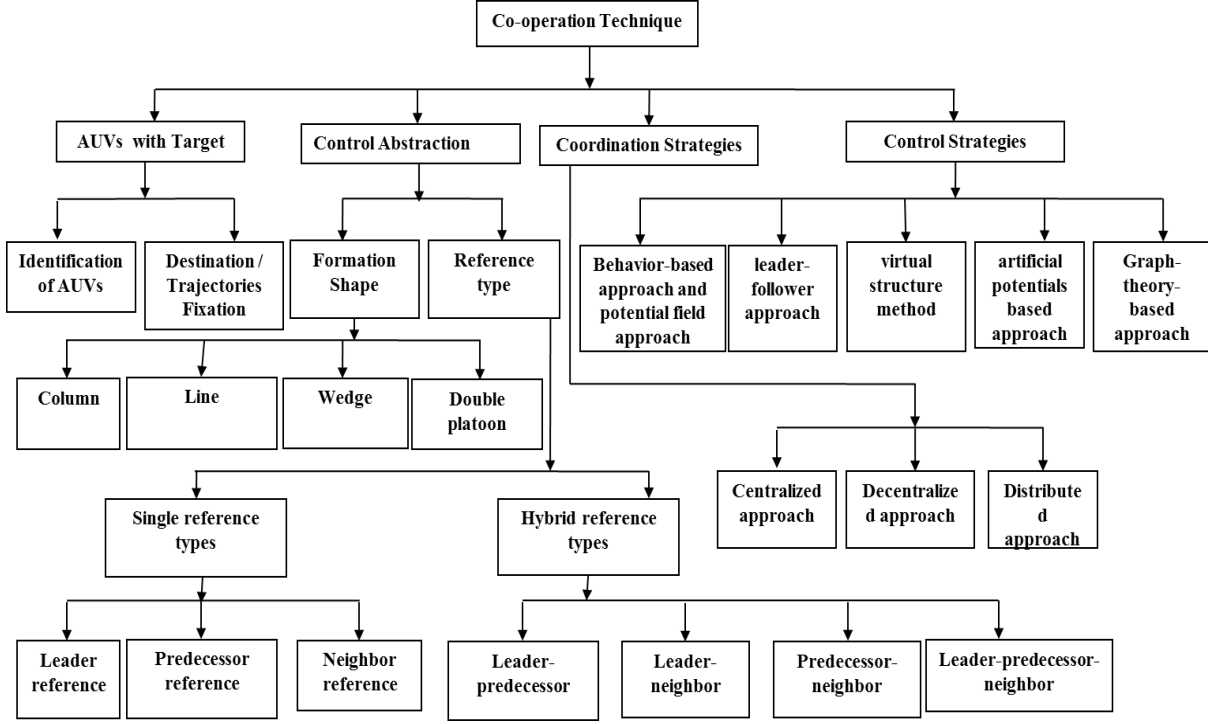 Co-operation Technique
AUVs with Target
Control Abstraction
Coordination Strategies
Control Strategies
Identification
of AUVs
Destination /
Trajectories
Fixation
Formation
Shape
Reference
type
Behavior-based
approach and
potential field
approach
leader-
follower
approach
virtual
structure
method
artificial
potentials
based
approach
Graph-
theory-
based
approach
Column
Line
Wedge
Double
platoon
Single reference
types
Hybrid reference
types
Centralized
approach
Decentralize
d approach
Distribute
d
approach
Leader
reference
Predecessor
reference
Neighbor
reference
Leader-
predecessor
Leader-
neighbor
Predecessor-
neighbor
Leader-predecessor-
neighbor